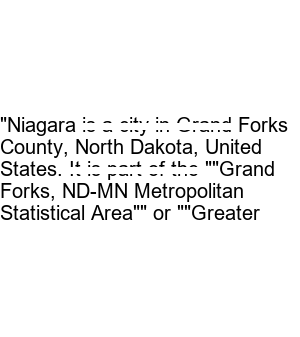 "Niagara is a city in Grand Forks
County, North Dakota, United
States. It is part of the ""Grand
Forks, ND-MN Metropolitan
Statistical Area"" or ""Greater